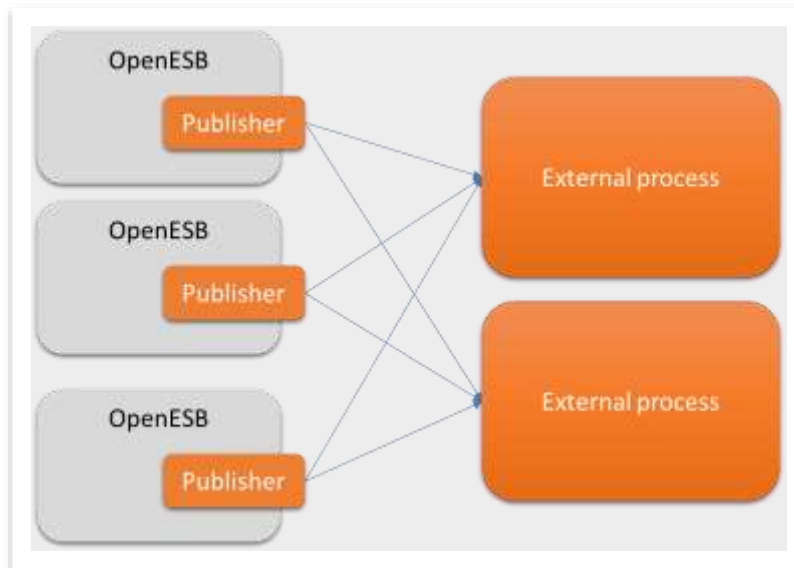 OpenESB
Publisher
External process
OpenESB
Publisher
External process
OpenESB
Publisher